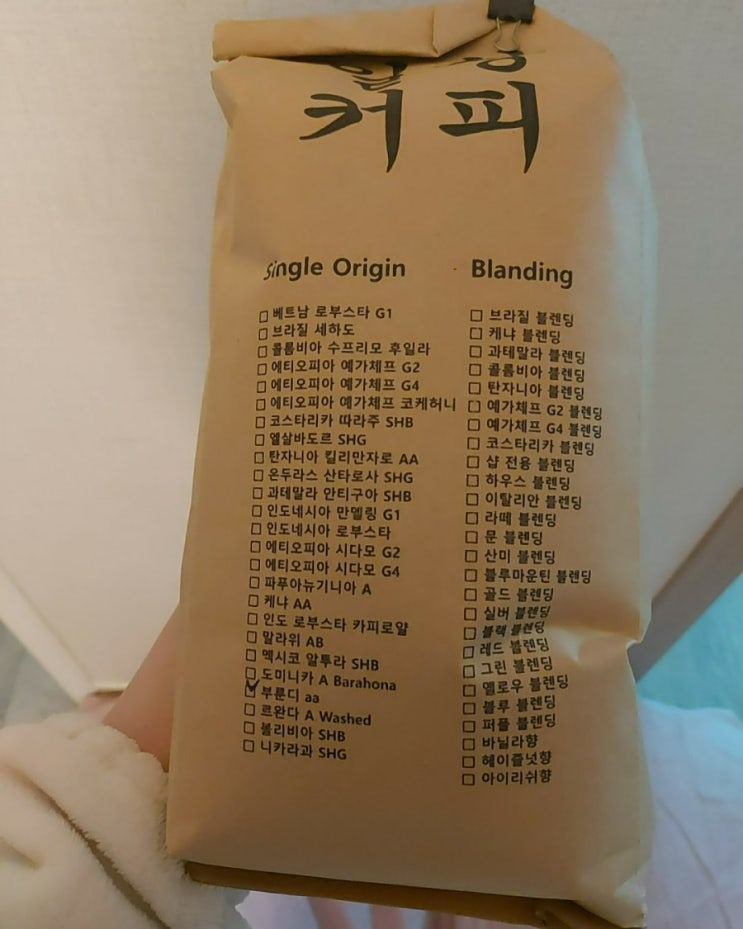 커피
Single Origin
베트남 로부스타 G1
브라질 세하도
콜롬비아 수프리모 후일라
에티오피아 예가체프 G2
에티오피아 예가체프 G4
에티오피아 예가체프 코케허니
코스타리카 따라주 SHB
엘살바도르 SHG
탄자니아 킬리만자로 AA
온두라스 산타로사 SHG
과테말라 안티구아 SHB
인도네시아 만델링 G1
인도네시아 로부스타
에티오피아 시다모 G2
에티오피아 시다모 G4
파푸아뉴기니아 A
케냐 AA
인도 로부스타 카피로얄
말라위 AB
멕시코 알투라 SHB
도미니카 A Barahona
부룬디 aa
르완다 A Washed
볼리비아 SHB
니카라과 SHG
Blanding
브라질 블렌딩
케냐 블렌딩
과테말라 블렌딩
콜롬비아 블렌딩
탄자니아 블렌딩
예가체프 G2 블렌딩
예가체프 G4 블렌딩
코스타리카 블렌딩
샵 전용 블렌딩
하우스 블렌딩
이탈리안 블렌딩
라떼 블렌딩
문 블렌딩
산미 블렌딩
블루마운틴 블렌딩
골드 블렌딩
실버 블렌딩
블랙 블렌딩
레드 블렌딩
그린 블렌딩
옐로우 블렌딩
블루 블렌딩
퍼플 블렌딩
바닐라향
헤이즐넛향
아이리쉬향